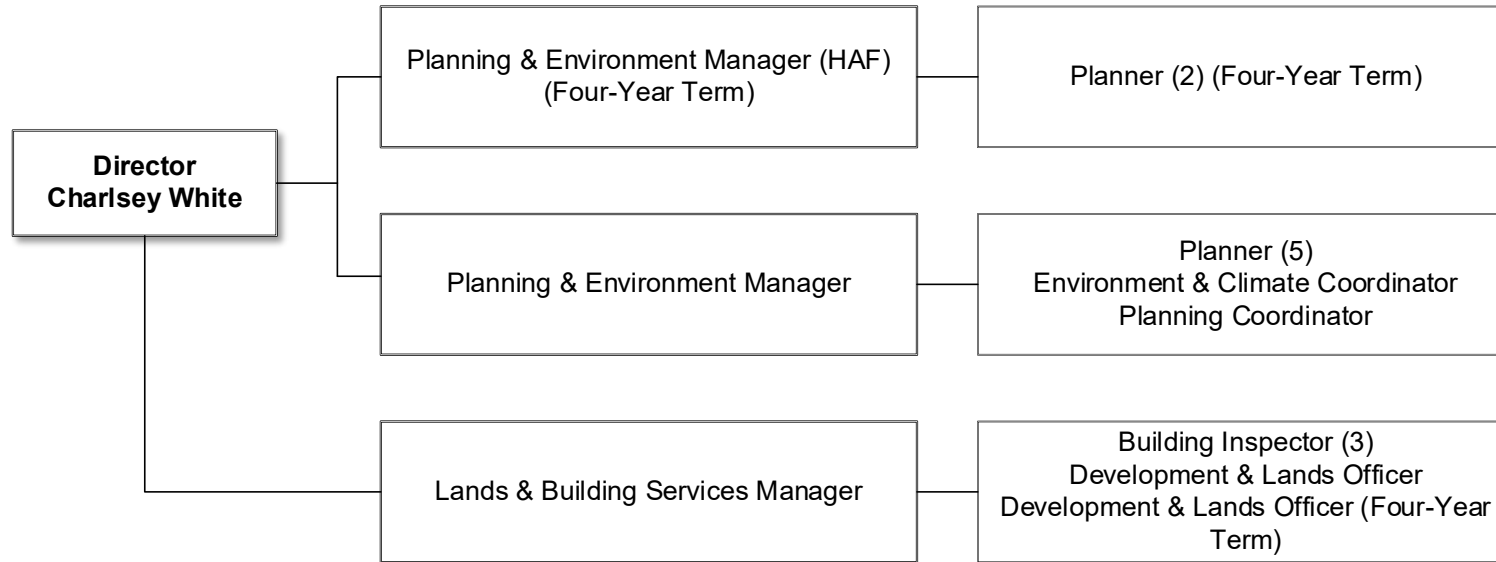 Planning & Environment Manager (HAF)
(Four-Year Term)
Planner (2) (Four-Year Term)
Director
Charlsey White
Planning & Environment Manager
Planner (5)
Environment & Climate Coordinator
Planning Coordinator
Lands & Building Services Manager
Building Inspector (3)
Development & Lands Officer
Development & Lands Officer (Four-Year
Term)